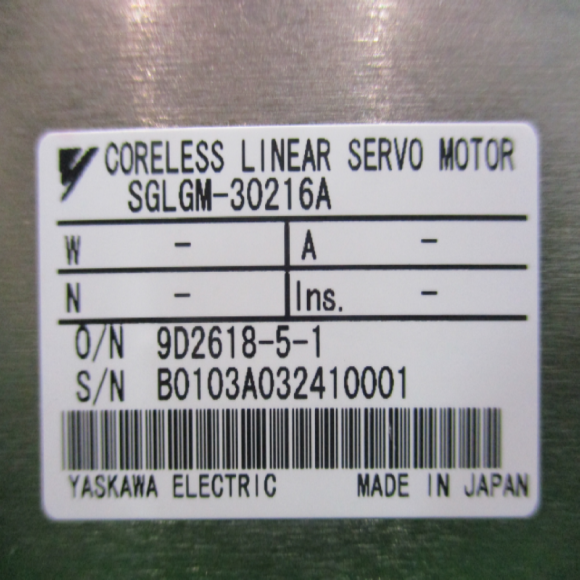 CORELESS LINEAR SERVO MOTOR
SGLGM-30216A
W - A -
N - Ins. -
O/N 9D2618-5-1
S/N B0103A032410001
YASKAWA ELECTRIC MADE IN JAPAN